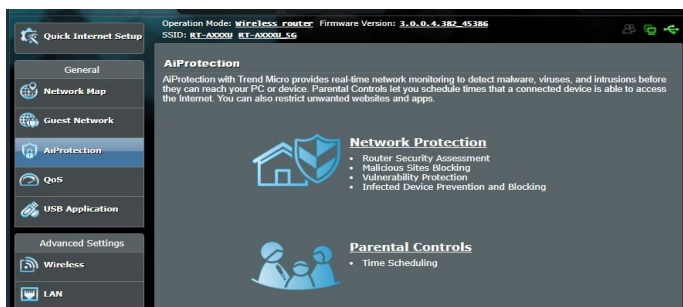 Operation Mode: Wireless router Firmware Version: 3.0.0.4.382_45386
SSID: RT-AXXXU RT-AXXXU_5G
Quick Internet Setup
General
Network Map
Guest Network
AiProtection
QoS
USB Application
Advanced Settings
Wireless
LAN
AiProtection
AiProtection with Trend Micro provides real-time network monitoring to detect malware, viruses, and intrusions before
they can reach your PC or device. Parental Controls let you schedule times that a connected device is able to access
the Internet. You can also restrict unwanted websites and apps.
Network Protection
• Router Security Assessment
• Malicious Sites Blocking
• Vulnerability Protection
• Infected Device Prevention and Blocking
Parental Controls
• Time Scheduling